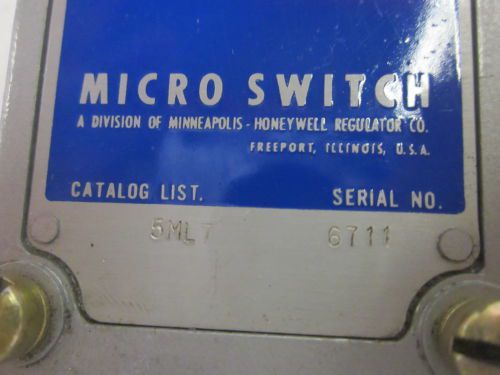 MICRO SWITCH
A DIVISION OF MINNEAPOLIS-HONEYWELL REGULATOR CO.
FREEPORT, ILLINOIS, U.S.A.
CATALOG LIST. SERIAL NO.
5ML7 6711